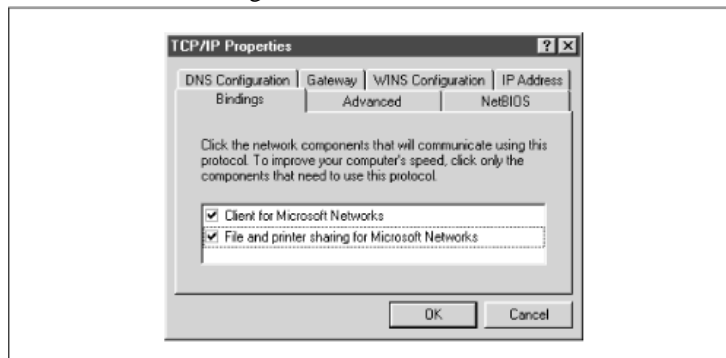 TCP/IP Properties
? X
DNS Configuration Gateway WINS Configuration IP Address
Bindings Advanced NetBIOS
Click the network components that will communicate using this
protocol. To improve your computer's speed, click only the
components that need to use this protocol.
Client for Microsoft Networks
File and printer sharing for Microsoft Networks
OK Cancel